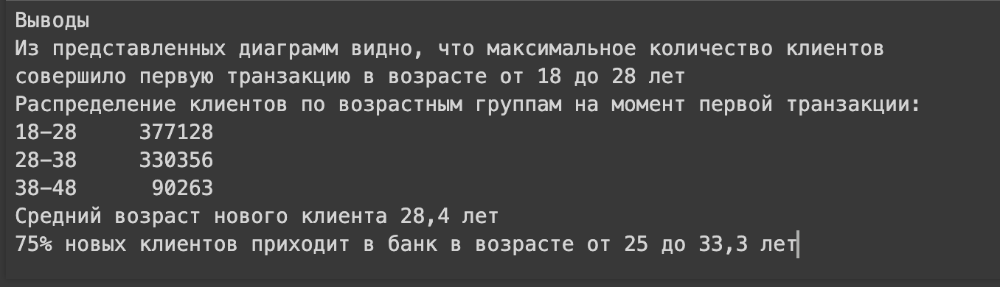 Выводы
Из представленных диаграмм видно, что максимальное количество клиентов
совершило первую транзакцию в возрасте от 18 до 28 лет
Распределение клиентов по возрастным группам на момент первой транзакции:
18-28     377128
28-38     330356
38-48      90263
Средний возраст нового клиента 28,4 лет
75% новых клиентов приходит в банк в возрасте от 25 до 33,3 лет